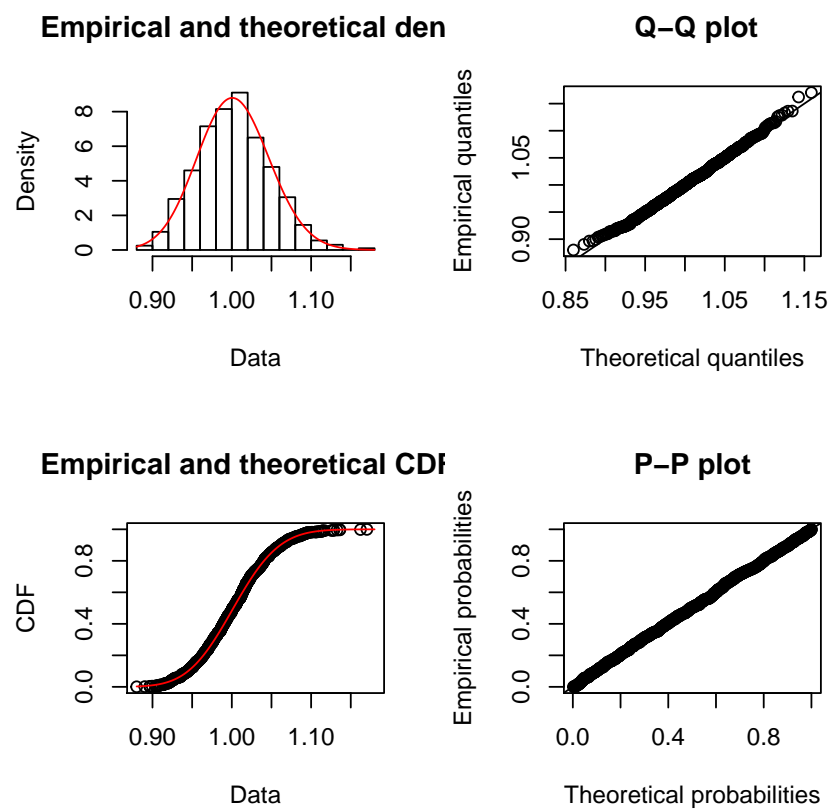 Empirical and theoretical den
Density
0 2 4 6 8
0.90 1.00 1.10
Data
Q−Q plot
Empirical quantiles
0.90 1.05
0.85 0.95 1.05 1.15
Theoretical quantiles
Empirical and theoretical CDF
CDF
0.0 0.4 0.8
0.90 1.00 1.10
Data
P−P plot
Empirical probabilities
0.0 0.4 0.8
0.0 0.4 0.8
Theoretical probabilities